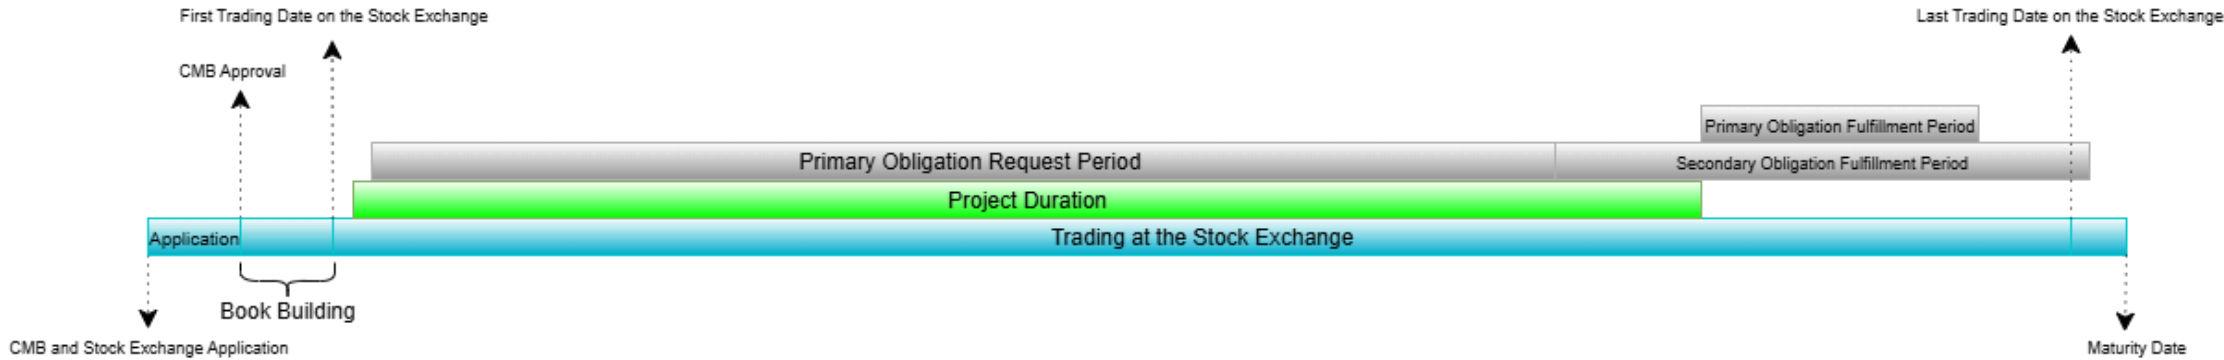 First Trading Date on the Stock Exchange
Last Trading Date on the Stock Exchange
CMB Approval
Primary Obligation Fulfillment Period
Primary Obligation Request Period
Secondary Obligation Fulfillment Period
Project Duration
Application
Trading at the Stock Exchange
Book Building
CMB and Stock Exchange Application
Maturity Date